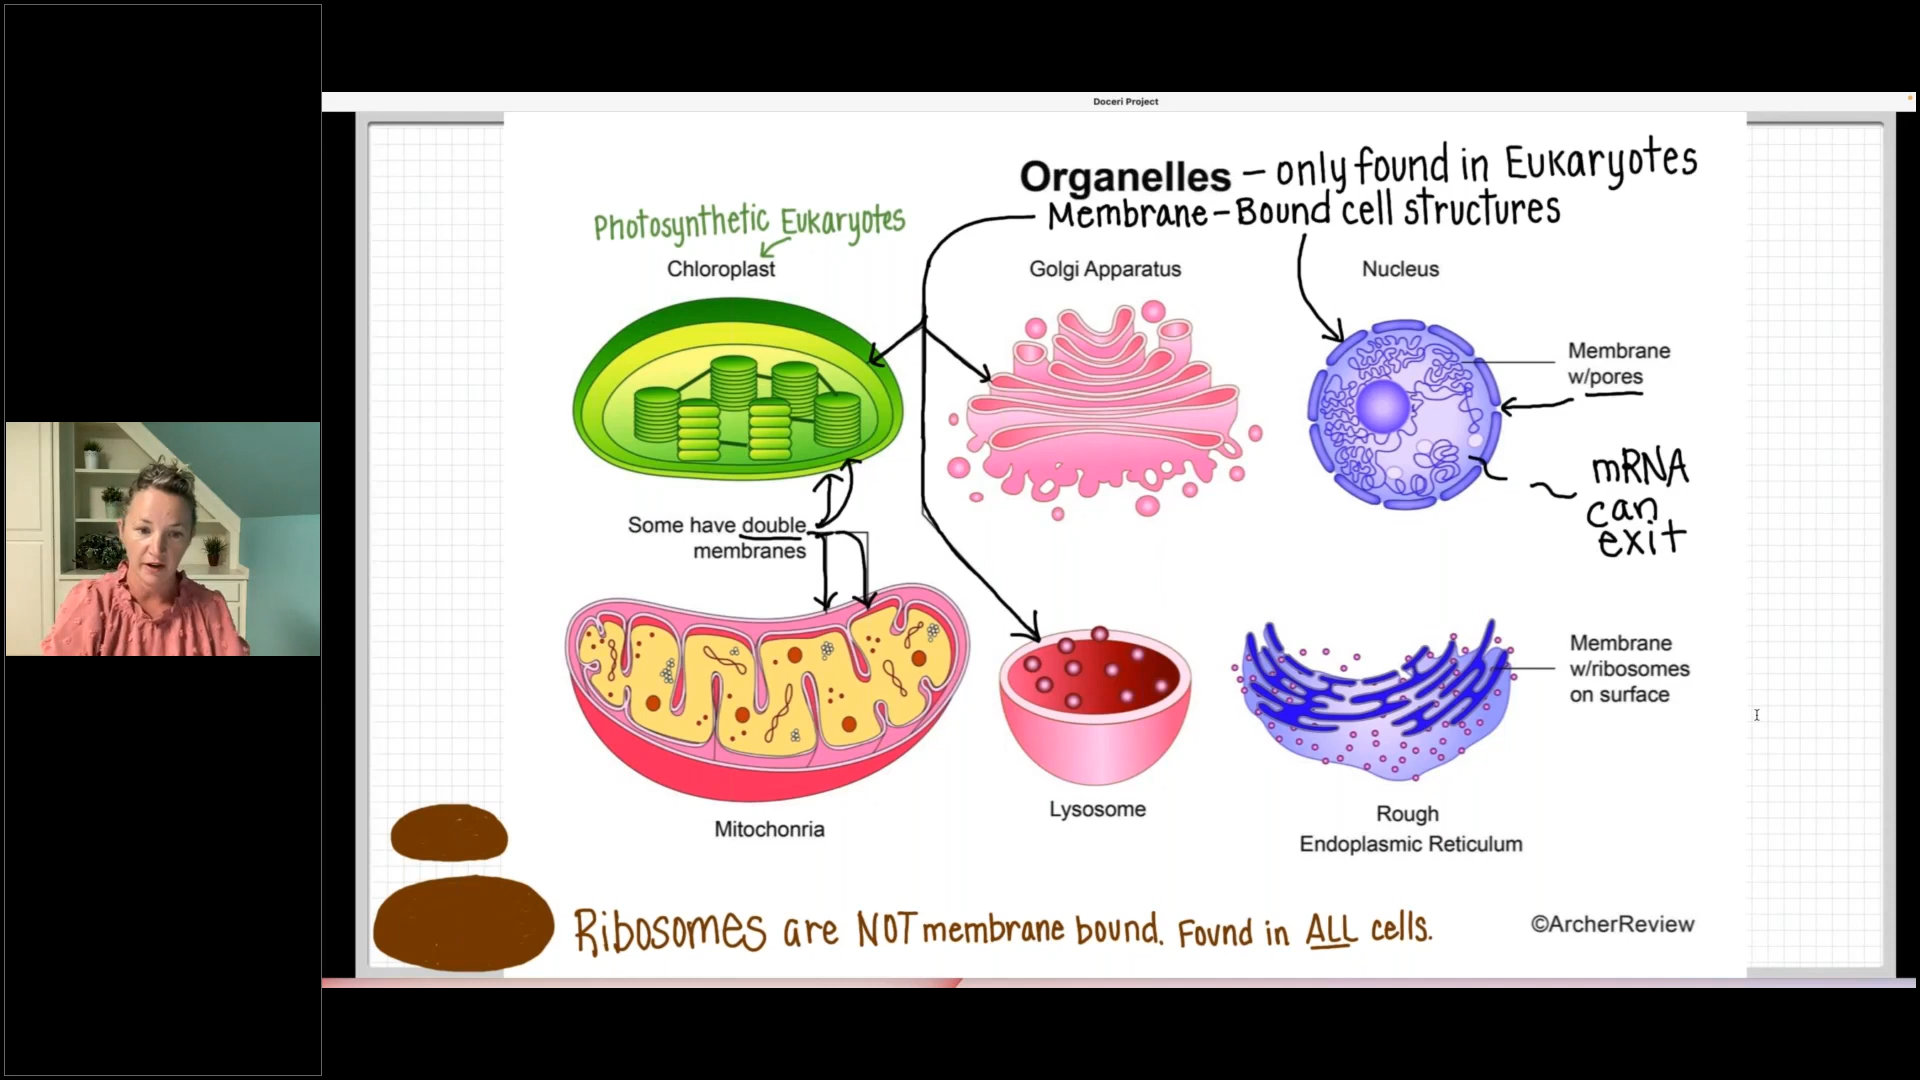 Doceri Project
Organelles - only found in Eukaryotes
Membrane-Bound cell structures
Photosynthetic Eukaryotes
Chloroplast
Golgi Apparatus
Nucleus
Membrane
w/pores
mRNA
can
exit
Some have double
membranes
Membrane
w/ribosomes
on surface
Mitochonria
Lysosome
Rough
Endoplasmic Reticulum
Ribosomes are NOT membrane bound. Found in ALL cells.
©ArcherReview